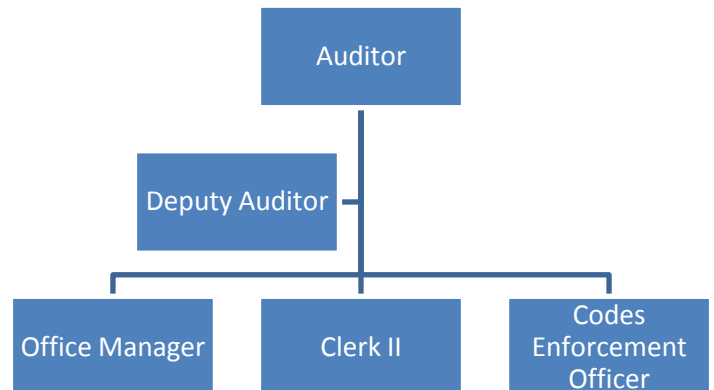 Auditor
Deputy Auditor
Office Manager
Clerk II
Codes
Enforcement
Officer